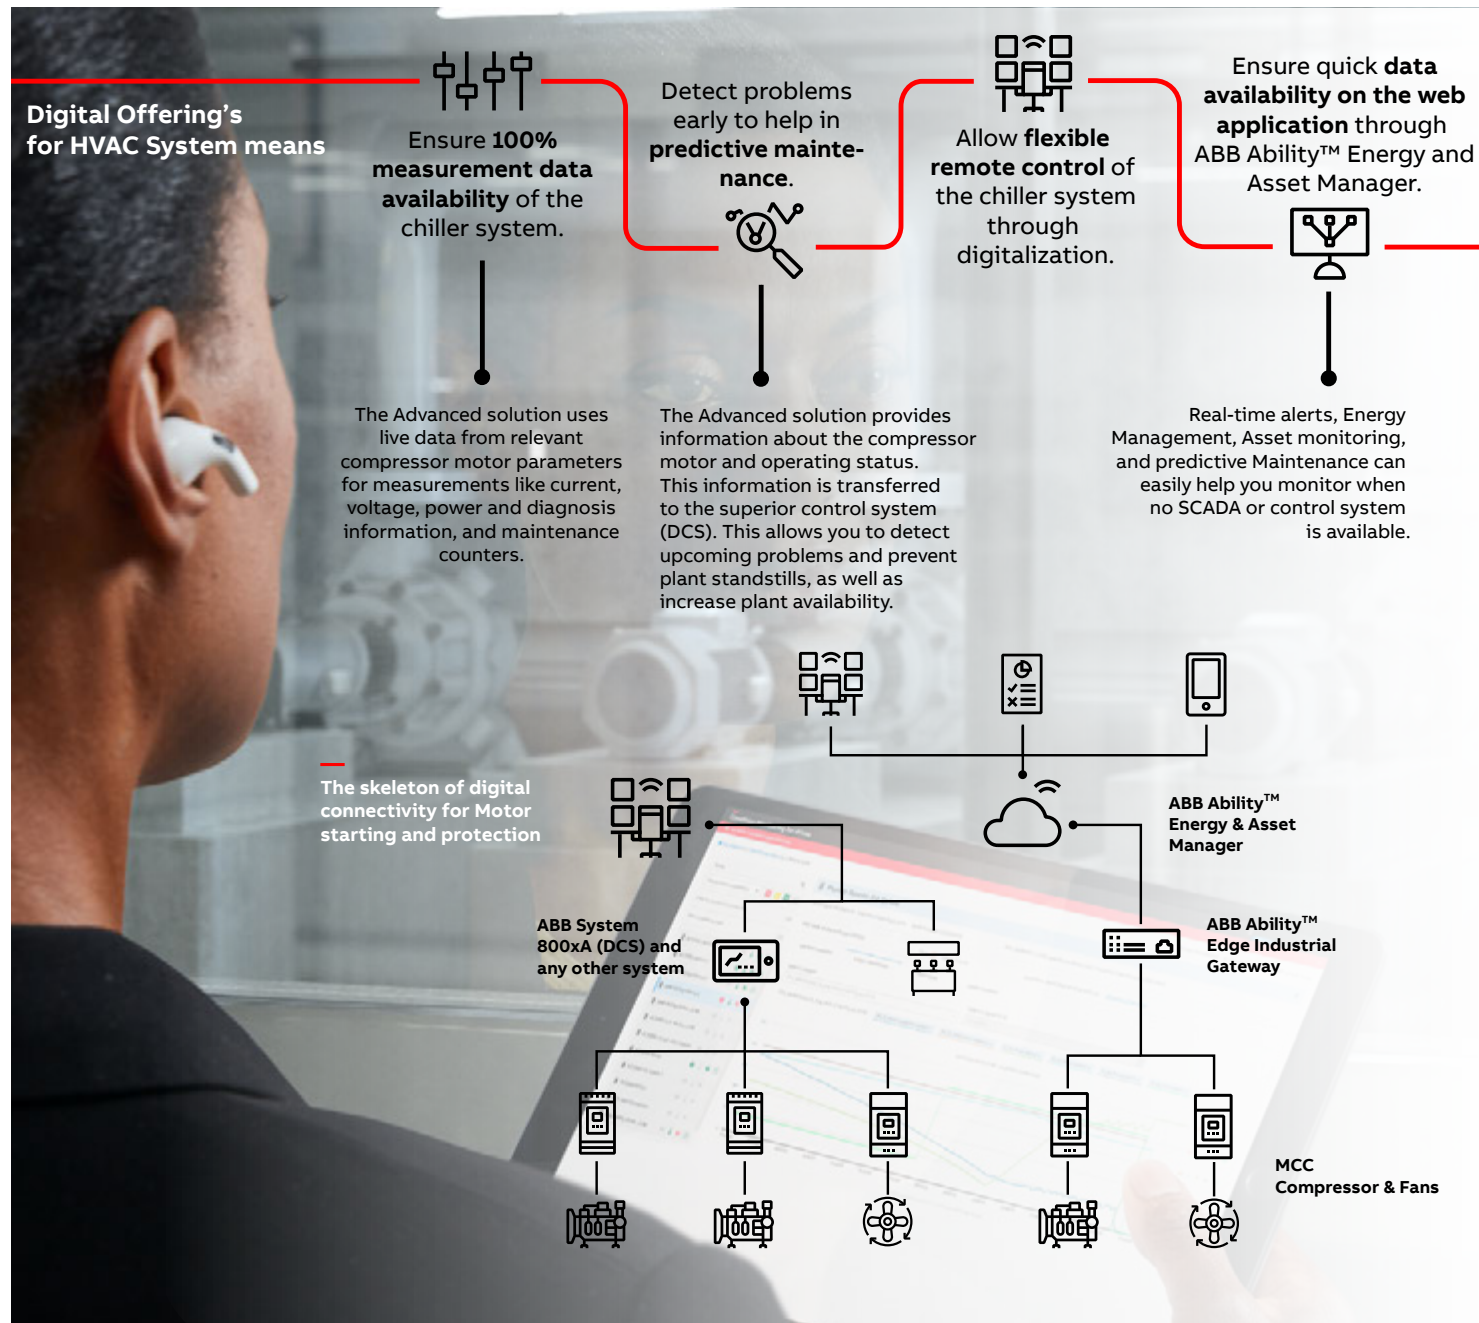 Digital Offering's
for HVAC System means
Ensure 100%
measurement data
availability of the
chiller system.
Detect problems
early to help in
predictive mainte-
nance.
Allow flexible
remote control of
the chiller system
through
digitalization.
Ensure quick data
availability on the web
application through
ABB Ability™ Energy and
Asset Manager.
The Advanced solution uses
live data from relevant
compressor motor parameters
for measurements like current,
voltage, power and diagnosis
information, and maintenance
counters.
The Advanced solution provides
information about the compressor
motor and operating status.
This information is transferred
to the superior control system
(DCS). This allows you to detect
upcoming problems and prevent
plant standstills, as well as
increase plant availability.
Real-time alerts, Energy
Management, Asset monitoring,
and predictive Maintenance can
easily help you monitor when
no SCADA or control system
is available.
The skeleton of digital
connectivity for Motor
starting and protection
ABB Ability™
Energy & Asset
Manager
ABB System
800xA (DCS) and
any other system
ABB Ability™
Edge Industrial
Gateway
MCC
Compressor & Fans